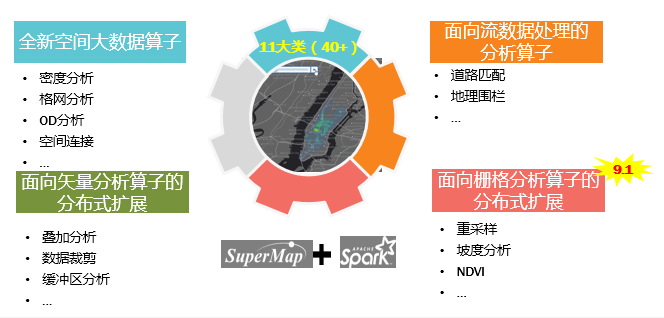 全新空间大数据算子
密度分析
格网分析
OD分析
空间连接
...
面向矢量分析算子的
分布式扩展
叠加分析
数据裁剪
缓冲区分析
...
11大类（40+）
SuperMap + APACHE Spark
面向流数据处理的
分析算子
道路匹配
地理围栏
...
9.1
面向栅格分析算子的
分布式扩展
重采样
坡度分析
NDVI
...